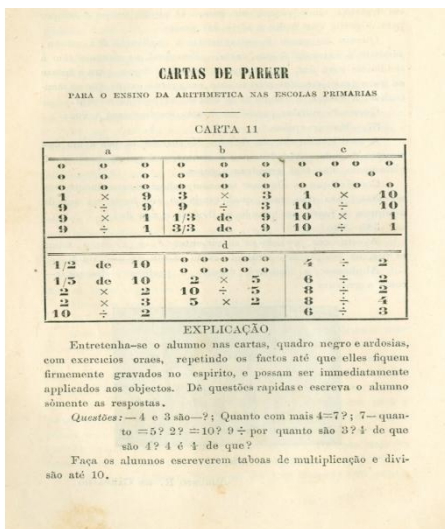 CARTAS DE PARKER
PARA O ENSINO DA ARITHMETICA NAS ESCOLAS PRIMARIAS
CARTA 11
a b c
o o o o o o o o o o
o o o o o o o o
o o o o o o o o o o
1 × 9 3 × 3 1 × 10
9 ÷ 9 9 ÷ 3 10 ÷ 10
9 × 1 1/3 de 9 10 × 1
9 ÷ 1 3/3 de 9 10 ÷ 1
d
1/2 de 10 o o o o o 4 ÷ 2
o o o o o
1/5 de 10 2 × 5 6 ÷ 2
2 × 2 10 ÷ 5 8 ÷ 2
2 × 3 5 × 2 8 ÷ 4
10 ÷ 2 6 ÷ 3
EXPLICAÇÃO
Entretenha-se o alumno nas cartas, quadro negro e ardosias,
com exercicios oraes, repetindo os factos até que elles fiquem
firmemente gravados no espirito, e possam ser immediatamente
applicados aos objectos. Dê questões rapidas e escreva o alumno
sómente as respostas.
Questões:— 4 e 3 são—?; Quanto com mais 4=7?; 7— quan-
to =5? 2? =10? 9 ÷ por quanto são 3? 4 de que
são 4? 4 é 4 de que?
Faça os alumnos escreverem taboas de multiplicação e divi-
são até 10.